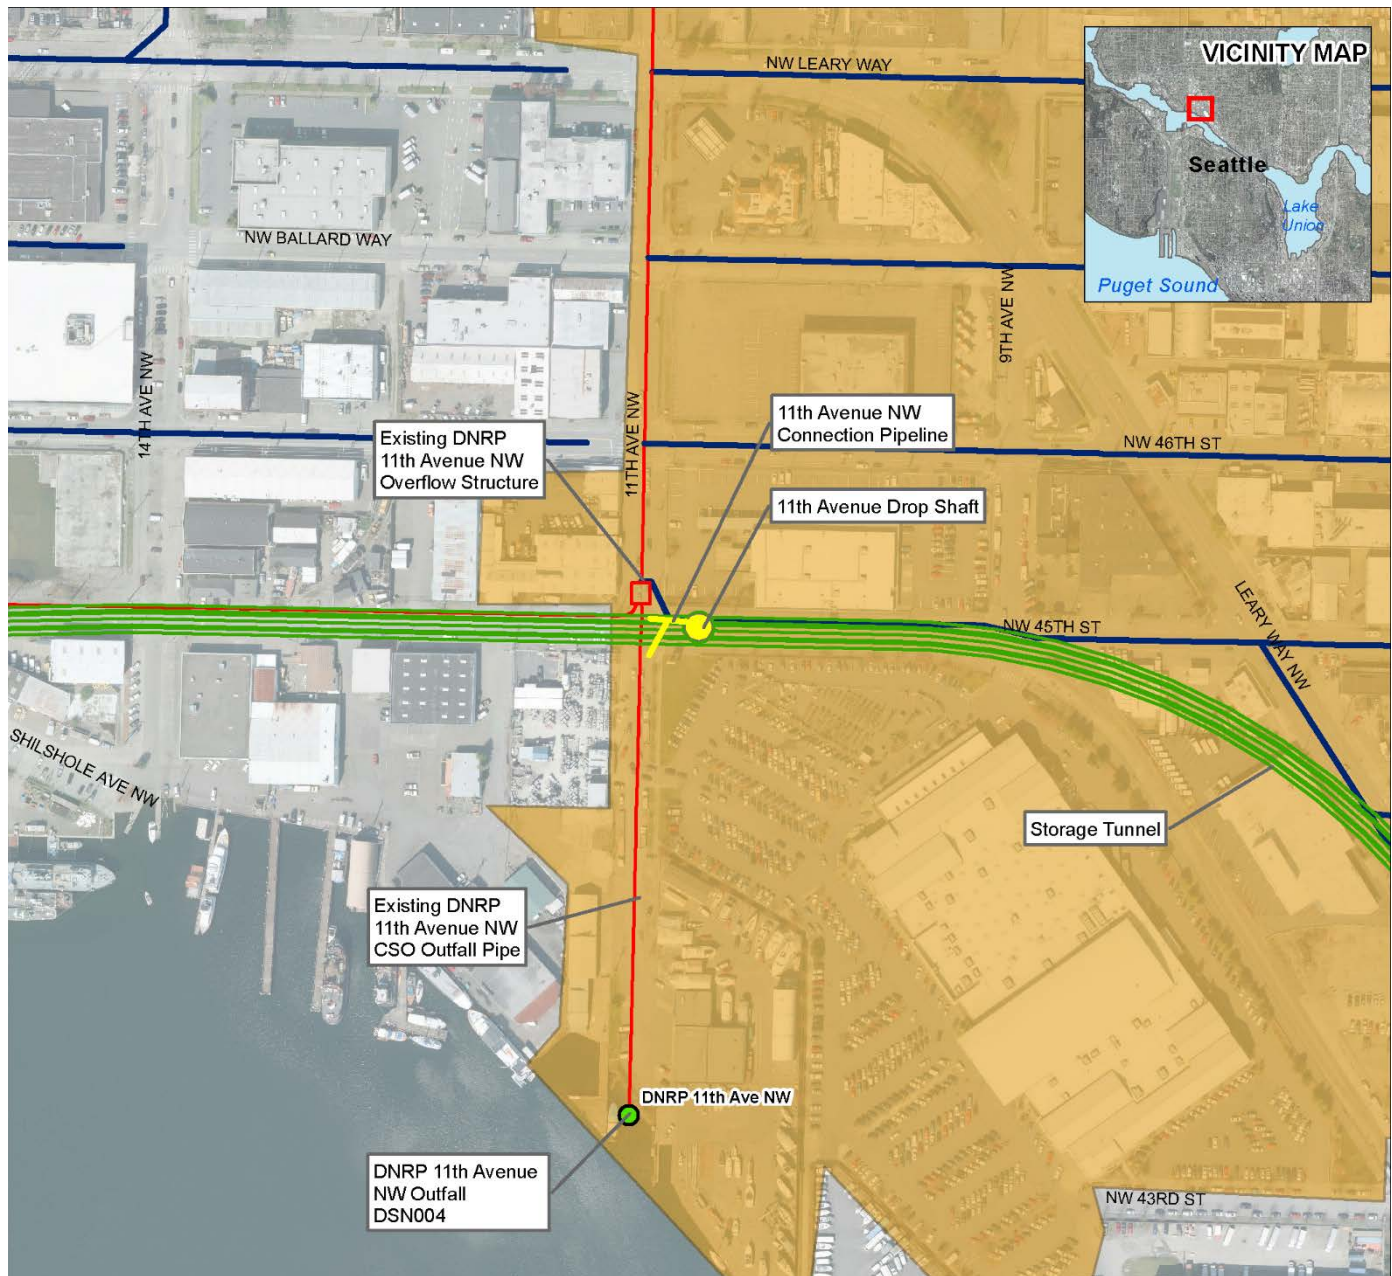 NW LEARY WAY
VICINITY MAP
Seattle
Lake
Union
Puget Sound
NW BALLARD WAY
9TH AVE NW
14TH AVE NW
11TH AVE NW
Existing DNRP
11th Avenue NW
Overflow Structure
11th Avenue NW
Connection Pipeline
NW 46TH ST
11th Avenue Drop Shaft
NW 45TH ST
LEARY WAY NW
SHILSHOLE AVE NW
Storage Tunnel
Existing DNRP
11th Avenue NW
CSO Outfall Pipe
DNRP 11th Ave NW
DNRP 11th Avenue
NW Outfall
DSN004
NW 43RD ST